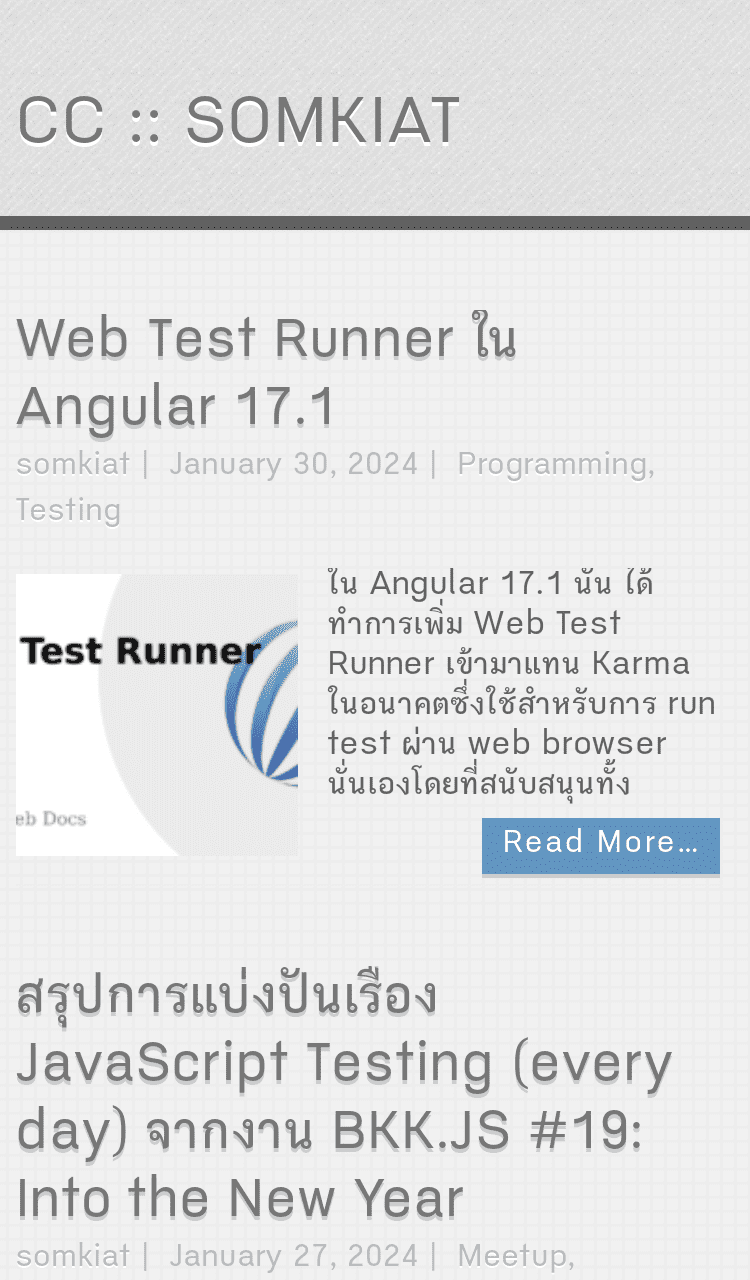 CC :: SOMKIAT
Web Test Runner ใน
Angular 17.1
somkiat | January 30, 2024 | Programming,
Testing
Test Runner
eb Docs
ใน Angular 17.1 นั้น ได้
ทำการเพิ่ม Web Test
Runner เข้ามาแทน Karma
ในอนาคตซึ่งใช้สำหรับการ run
test ผ่าน web browser
นั่นเองโดยที่สนับสนุนทั้ง
Read More…
สรุปการแบ่งปันเรื่อง
JavaScript Testing (every
day) จากงาน BKK.JS #19:
Into the New Year
somkiat | January 27, 2024 | Meetup,